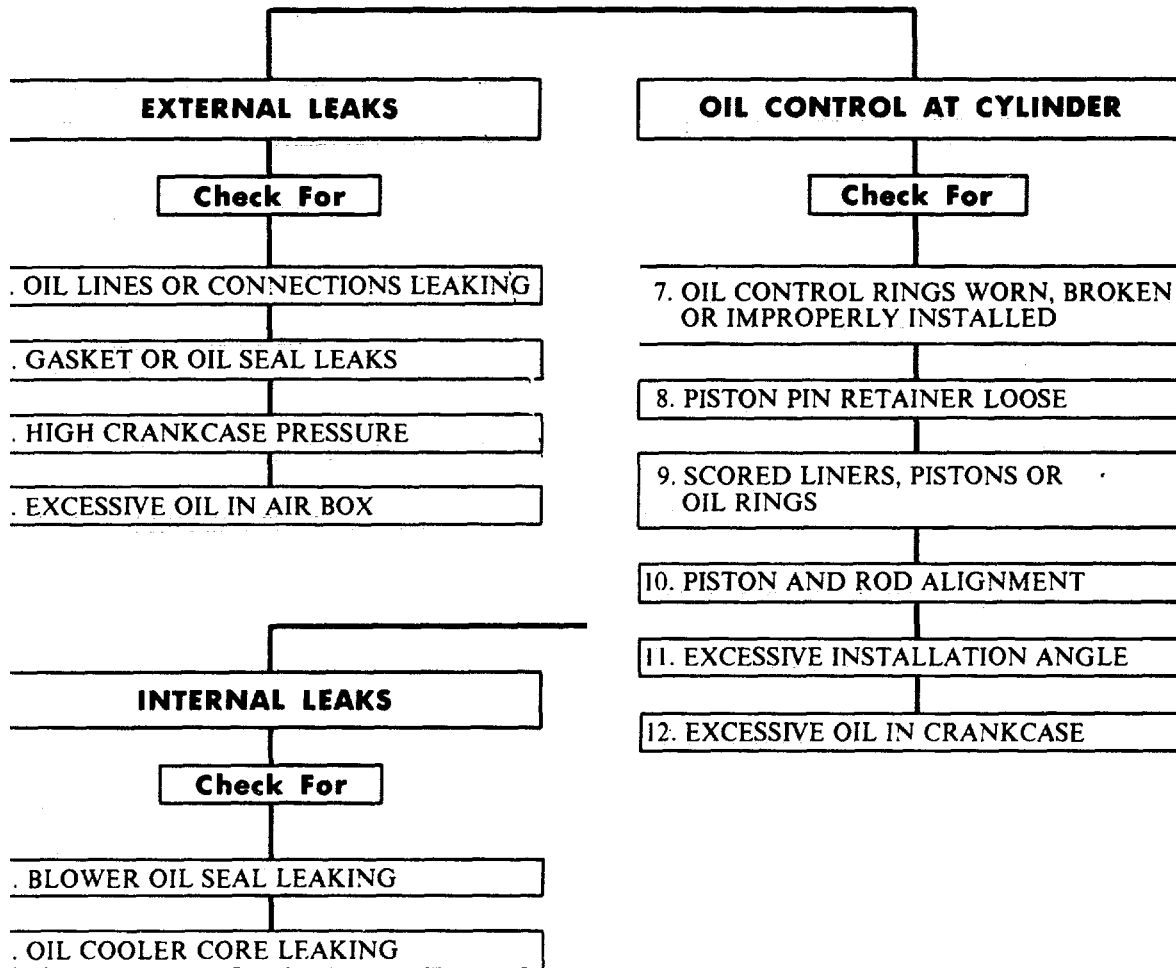 EXTERNAL LEAKS
Check For
. OIL LINES OR CONNECTIONS LEAKING
. GASKET OR OIL SEAL LEAKS
. HIGH CRANKCASE PRESSURE
. EXCESSIVE OIL IN AIR BOX
INTERNAL LEAKS
Check For
. BLOWER OIL SEAL LEAKING
. OIL COOLER CORE LEAKING
OIL CONTROL AT CYLINDER
Check For
7. OIL CONTROL RINGS WORN, BROKEN
OR IMPROPERLY INSTALLED
8. PISTON PIN RETAINER LOOSE
9. SCORED LINERS, PISTONS OR
OIL RINGS
10. PISTON AND ROD ALIGNMENT
11. EXCESSIVE INSTALLATION ANGLE
12. EXCESSIVE OIL IN CRANKCASE